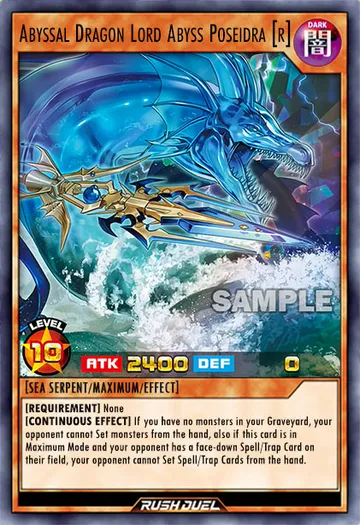 Abyssal Dragon Lord Abyss Poseidra [R]
DARK
闇
SAMPLE
LEVEL
10
ATK 2400 DEF 0
[SEA SERPENT/MAXIMUM/EFFECT]
[REQUIREMENT] None
[CONTINUOUS EFFECT] If you have no monsters in your Graveyard, your
opponent cannot Set monsters from the hand, also if this card is in
Maximum Mode and your opponent has a face-down Spell/Trap Card on
their field, your opponent cannot Set Spell/Trap Cards from the hand.
RUSH DUEL